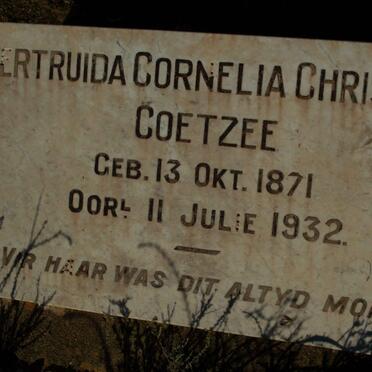 ERTRUIDA CORNELIA CHRI
COETZEE
GEB. 13 OKT. 1871
OORL 11 JULIE 1932.
VIR HAAR WAS DIT ALTYD MO